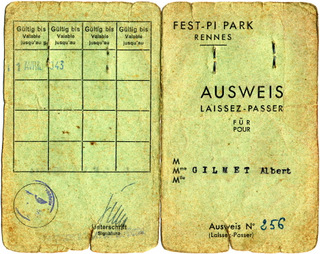 Gültig bis Gültig bis Gültig bis Gültig bis
Valable Valable Valable Valable
jusqu'au jusqu'au jusqu'au jusqu'au
AVRIL 1943
Unterschrift
Signature
FEST-PI PARK
RENNES
AUSWEIS
LAISSEZ-PASSER
FÜR
POUR
M
Mme GILMET Albert
Mlle
Ausweis No 256
(Laissez-Passer)